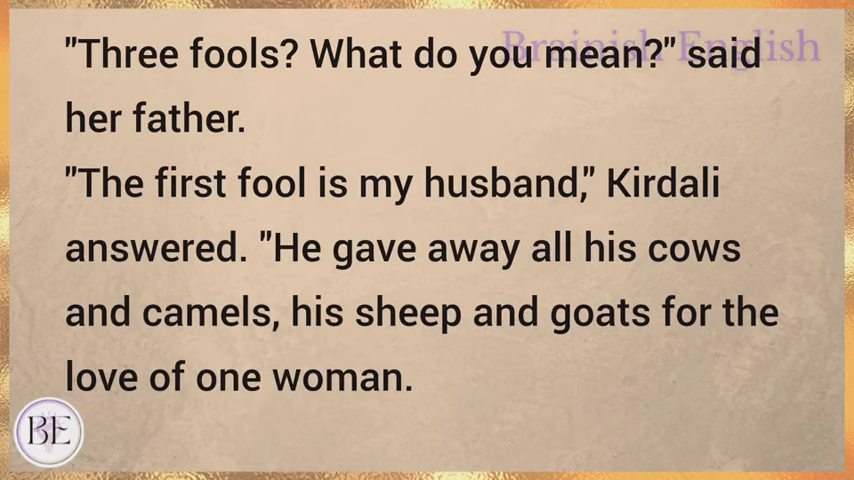 Brainish English
"Three fools? What do you mean?" said
her father.
"The first fool is my husband," Kirdali
answered. "He gave away all his cows
and camels, his sheep and goats for the
love of one woman.
BE